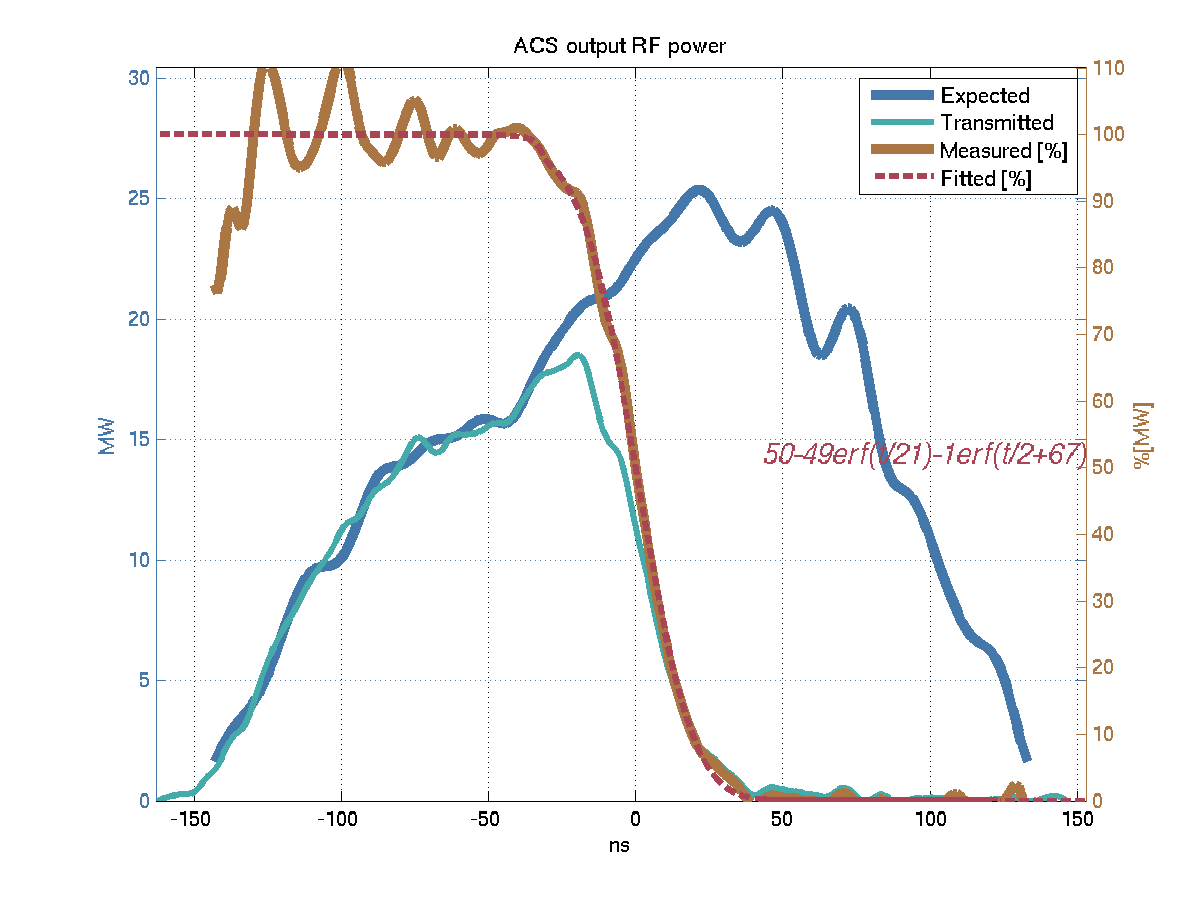 ACS output RF power
30
25
20
15
10
5
0
MW
110
100
90
80
70
60
50
40
30
20
10
0
%[MW]
Expected
Transmitted
Measured [%]
Fitted [%]
50-49erf(t/21)-1erf(t/2+67)
-150 -100 -50 0 50 100 150
ns